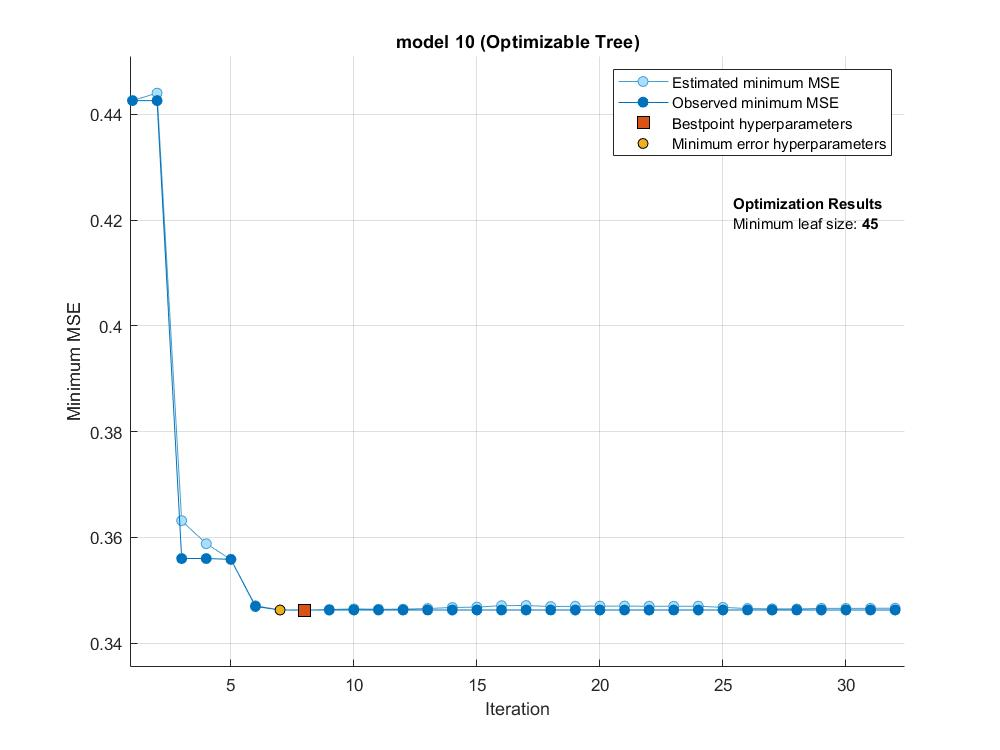 model 10 (Optimizable Tree)
Estimated minimum MSE
Observed minimum MSE
Bestpoint hyperparameters
Minimum error hyperparameters
Optimization Results
Minimum leaf size: 45
Minimum MSE
0.44
0.42
0.4
0.38
0.36
0.34
5 10 15 20 25 30
Iteration